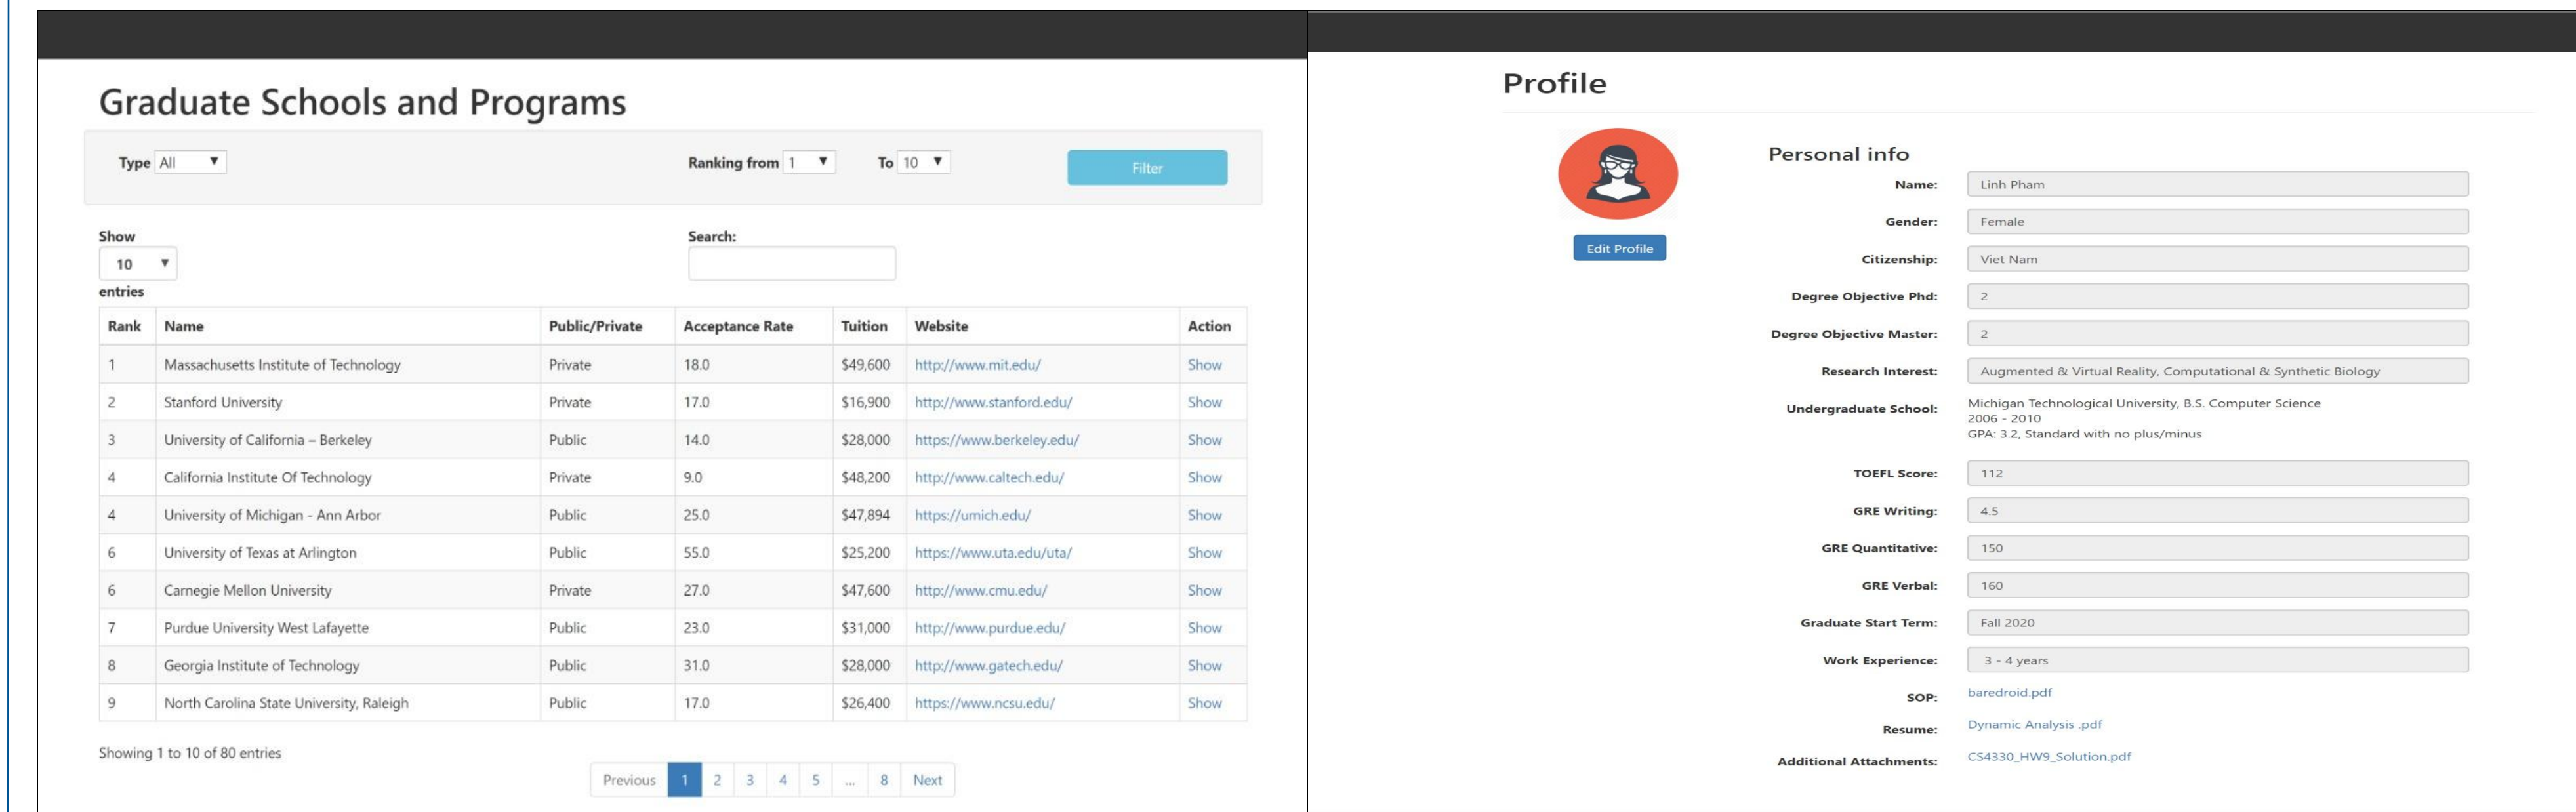 Graduate Schools and Programs
Type All ▼ Ranking from 1 ▼ To 10 ▼ Filter
Show
10 ▼
entries
Search:
Rank Name Public/Private Acceptance Rate Tuition Website Action
1 Massachusetts Institute of Technology Private 18.0 $49,600 http://www.mit.edu/ Show
2 Stanford University Private 17.0 $16,900 http://www.stanford.edu/ Show
3 University of California – Berkeley Public 14.0 $28,000 https://www.berkeley.edu/ Show
4 California Institute Of Technology Private 9.0 $48,200 http://www.caltech.edu/ Show
4 University of Michigan - Ann Arbor Public 25.0 $47,894 https://umich.edu/ Show
6 University of Texas at Arlington Public 55.0 $25,200 https://www.uta.edu/uta/ Show
6 Carnegie Mellon University Private 27.0 $47,600 http://www.cmu.edu/ Show
7 Purdue University West Lafayette Public 23.0 $31,000 http://www.purdue.edu/ Show
8 Georgia Institute of Technology Public 31.0 $28,000 http://www.gatech.edu/ Show
9 North Carolina State University, Raleigh Public 17.0 $26,400 https://www.ncsu.edu/ Show
Showing 1 to 10 of 80 entries
Previous 1 2 3 4 5 ... 8 Next
Profile
Edit Profile
Personal info
Name: Linh Pham
Gender: Female
Citizenship: Viet Nam
Degree Objective Phd: 2
Degree Objective Master: 2
Research Interest: Augmented & Virtual Reality, Computational & Synthetic Biology
Undergraduate School: Michigan Technological University, B.S. Computer Science
2006 - 2010
GPA: 3.2, Standard with no plus/minus
TOEFL Score: 112
GRE Writing: 4.5
GRE Quantitative: 150
GRE Verbal: 160
Graduate Start Term: Fall 2020
Work Experience: 3 - 4 years
SOP: baredroid.pdf
Resume: Dynamic Analysis .pdf
Additional Attachments: CS4330_HW9_Solution.pdf